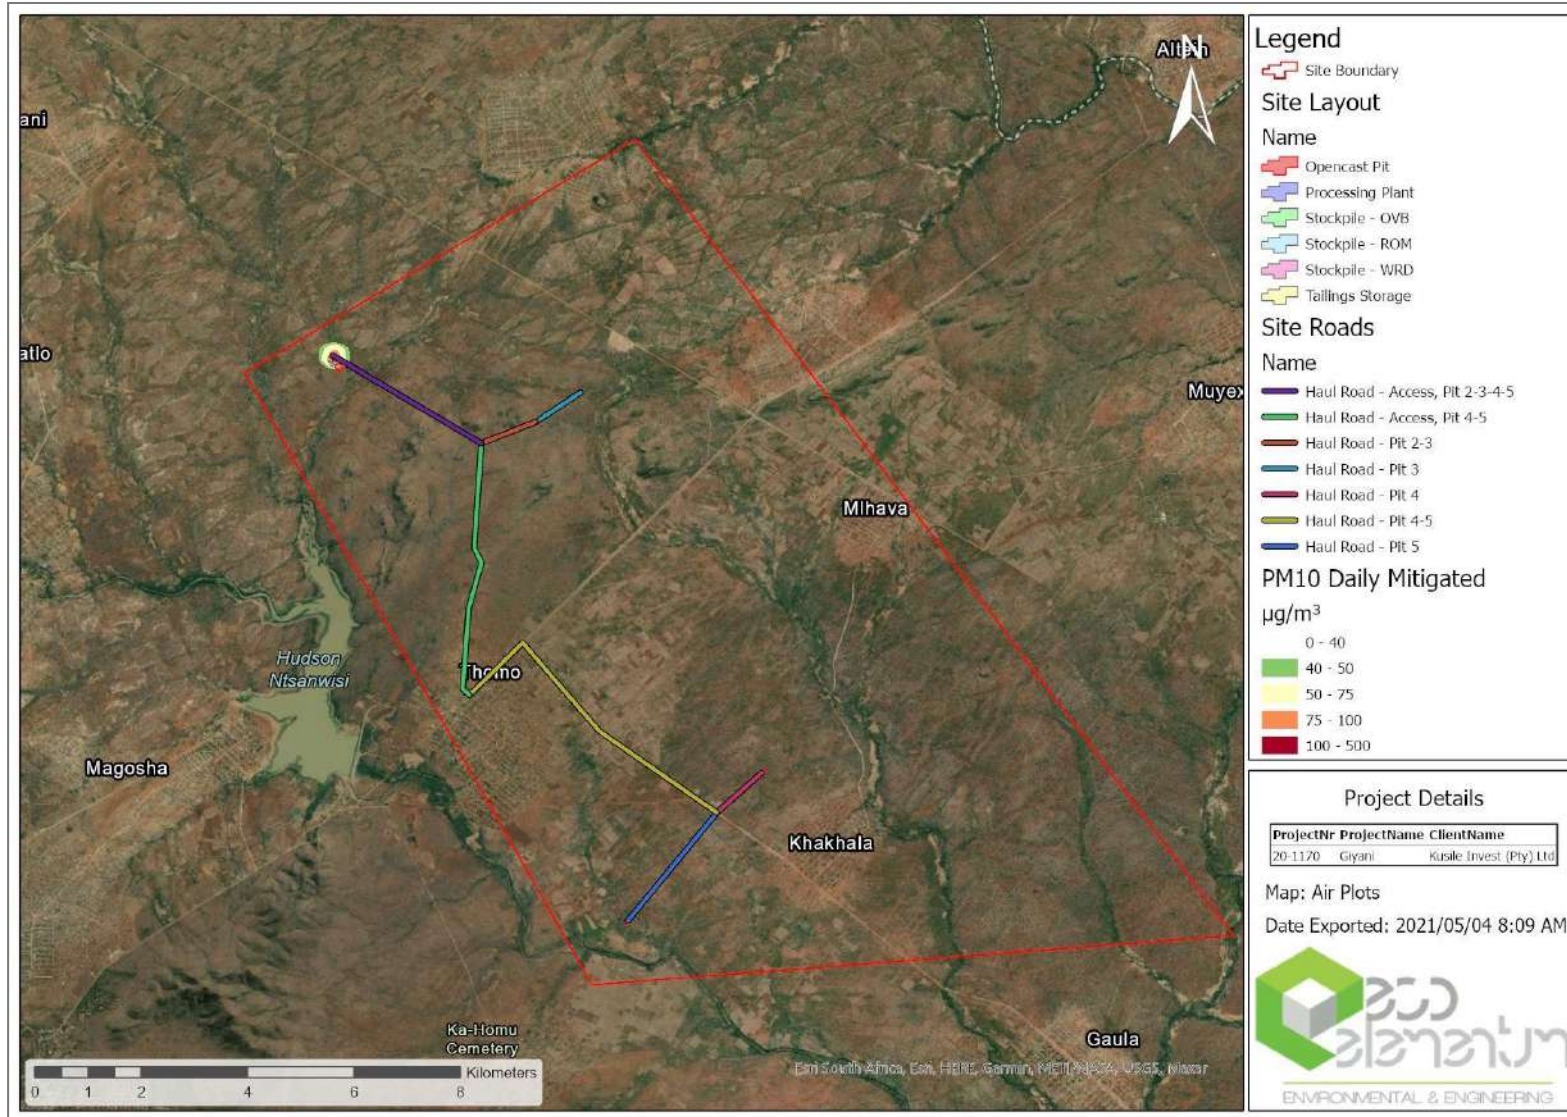 Altein
N
ani
atlo
Muyex
Mlhava
Hudson
Ntsanwisi
Thomo
Magosha
Khakhala
Ka-Homu
Cemetery
Gaula
Kilometers
0 1 2 4 6 8
Esri South Africa, Esri, HERE, Garmin, METI/NASA, USGS, Maxar
Legend
Site Boundary
Site Layout
Name
Opencast Pit
Processing Plant
Stockpile - OVB
Stockpile - ROM
Stockpile - WRD
Tailings Storage
Site Roads
Name
Haul Road - Access, Pit 2-3-4-5
Haul Road - Access, Pit 4-5
Haul Road - Pit 2-3
Haul Road - Pit 3
Haul Road - Pit 4
Haul Road - Pit 4-5
Haul Road - Pit 5
PM10 Daily Mitigated
µg/m³
0 - 40
40 - 50
50 - 75
75 - 100
100 - 500
Project Details
ProjectNr ProjectName ClientName
20-1170 Giyani Kusile Invest (Pty) Ltd
Map: Air Plots
Date Exported: 2021/05/04 8:09 AM
eco
elementum
ENVIRONMENTAL & ENGINEERING